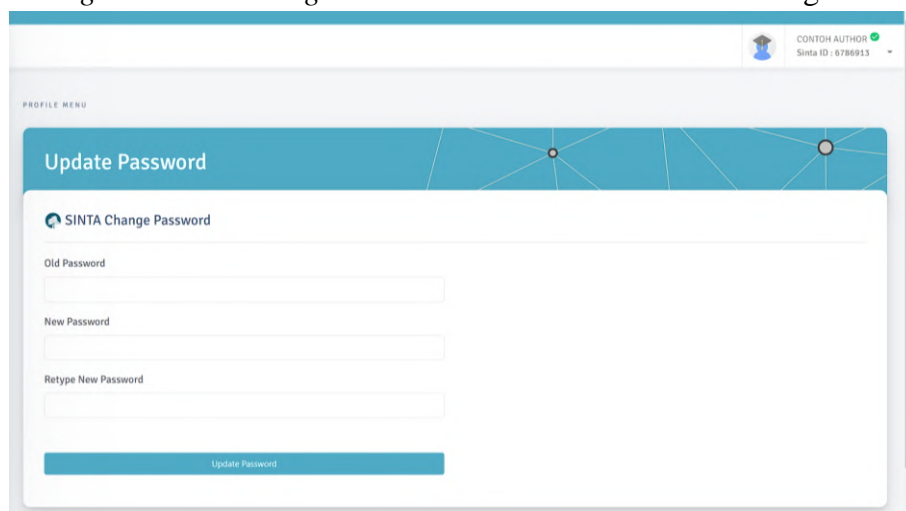 CONTOH AUTHOR
Sinta ID : 6786913
PROFILE MENU
Update Password
SINTA Change Password
Old Password
New Password
Retype New Password
Update Password